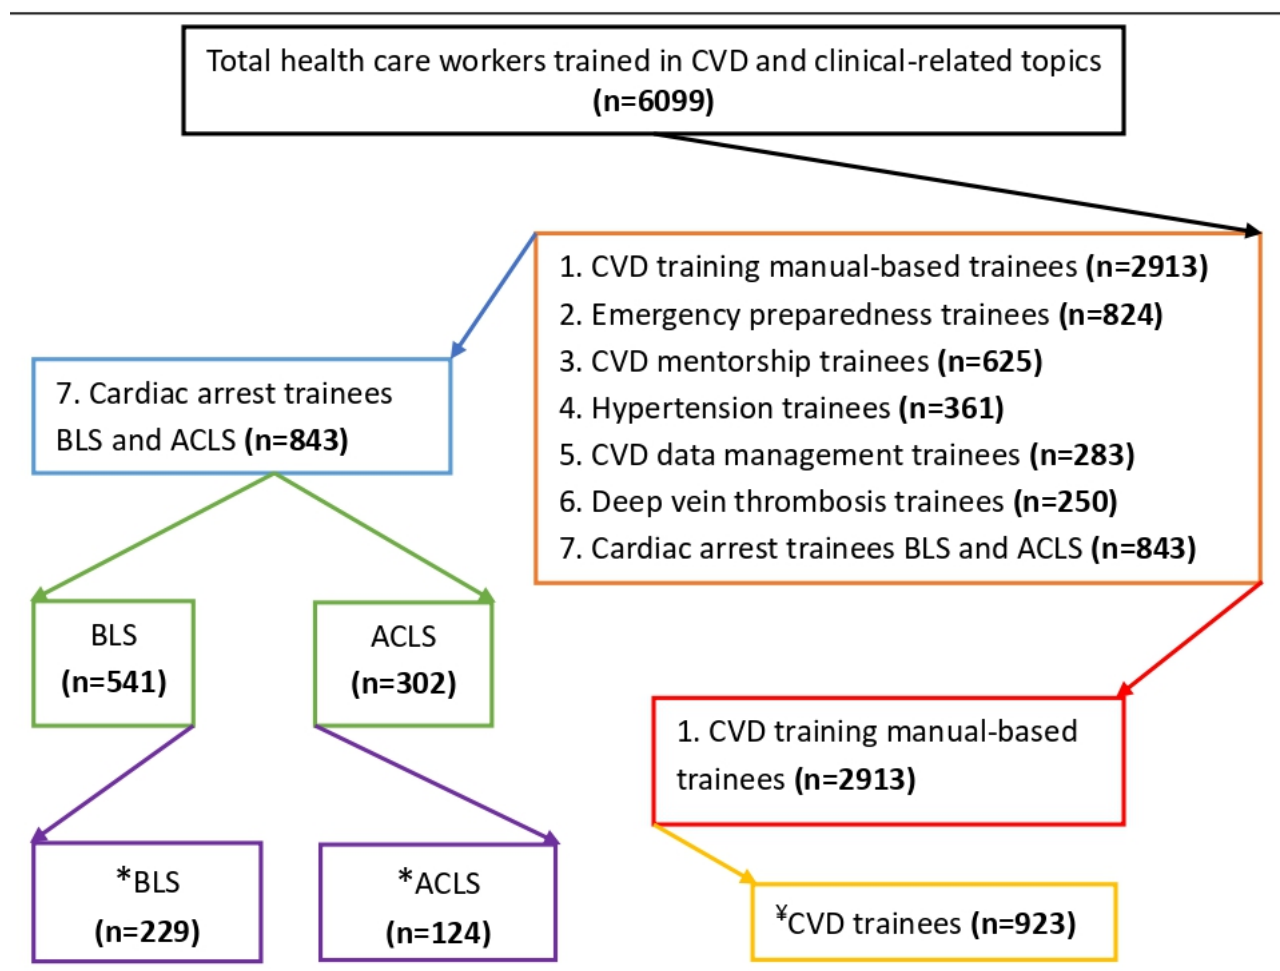 Total health care workers trained in CVD and clinical-related topics
(n=6099)
1. CVD training manual-based trainees (n=2913)
2. Emergency preparedness trainees (n=824)
3. CVD mentorship trainees (n=625)
4. Hypertension trainees (n=361)
5. CVD data management trainees (n=283)
6. Deep vein thrombosis trainees (n=250)
7. Cardiac arrest trainees BLS and ACLS (n=843)
7. Cardiac arrest trainees
BLS and ACLS (n=843)
BLS
(n=541)
ACLS
(n=302)
*BLS
(n=229)
*ACLS
(n=124)
1. CVD training manual-based
trainees (n=2913)
¥CVD trainees (n=923)